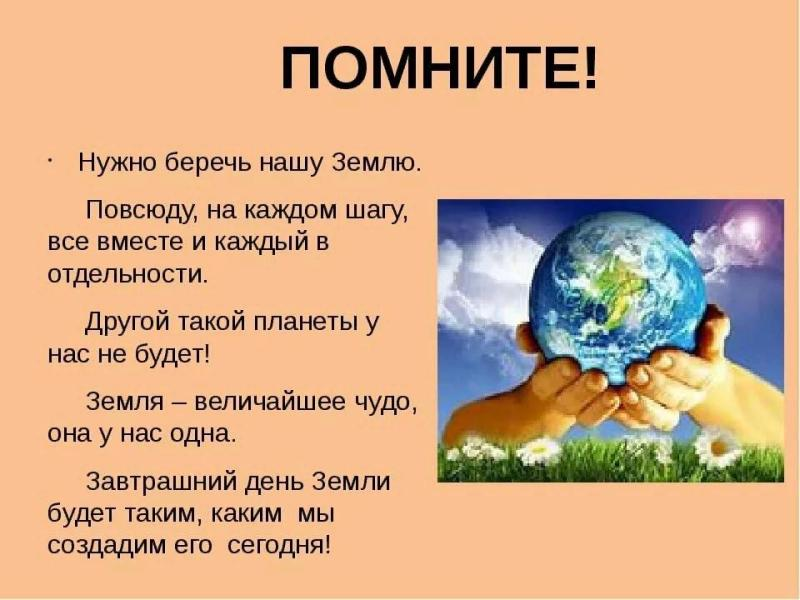 ПОМНИТЕ!
• Нужно беречь нашу Землю.
Повсюду, на каждом шагу,
все вместе и каждый в
отдельности.
Другой такой планеты у
нас не будет!
Земля – величайшее чудо,
она у нас одна.
Завтрашний день Земли
будет таким, каким мы
создадим его сегодня!